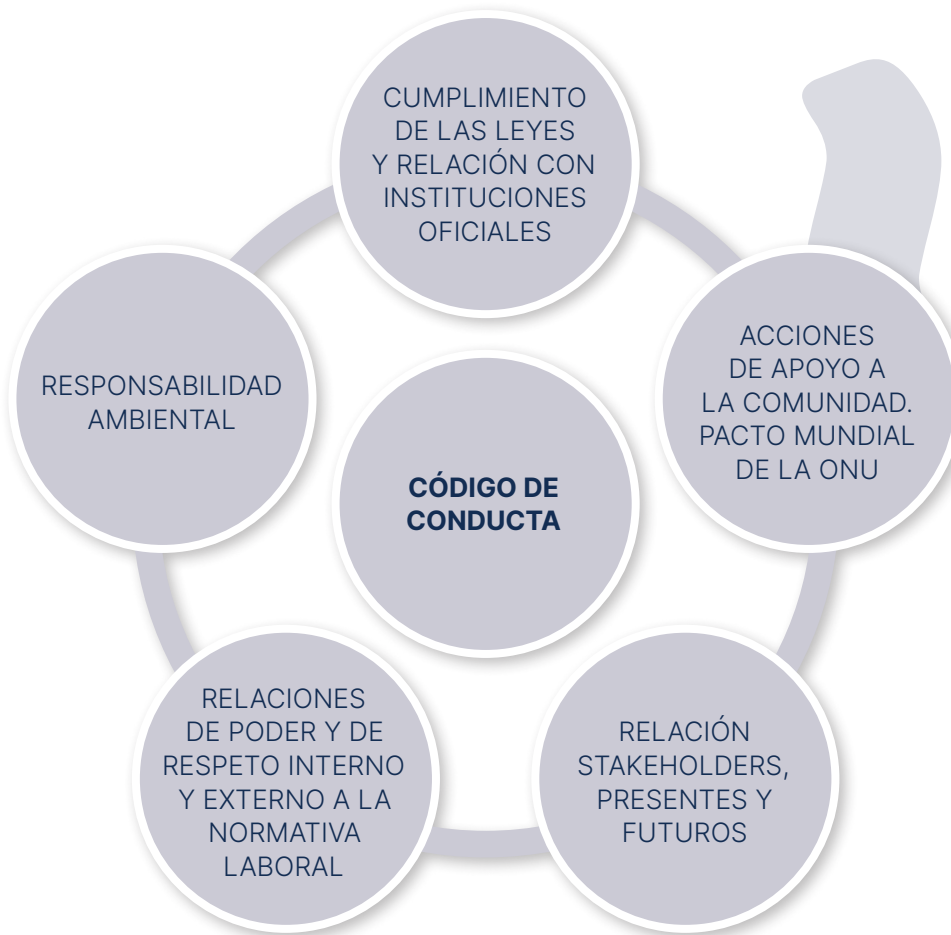 CUMPLIMIENTO
DE LAS LEYES
Y RELACIÓN CON
INSTITUCIONES
OFICIALES
ACCIONES
DE APOYO A
LA COMUNIDAD.
PACTO MUNDIAL
DE LA ONU
RESPONSABILIDAD
AMBIENTAL
CÓDIGO DE
CONDUCTA
RELACIONES
DE PODER Y DE
RESPETO INTERNO
Y EXTERNO A LA
NORMATIVA
LABORAL
RELACIÓN
STAKEHOLDERS,
PRESENTES Y
FUTUROS